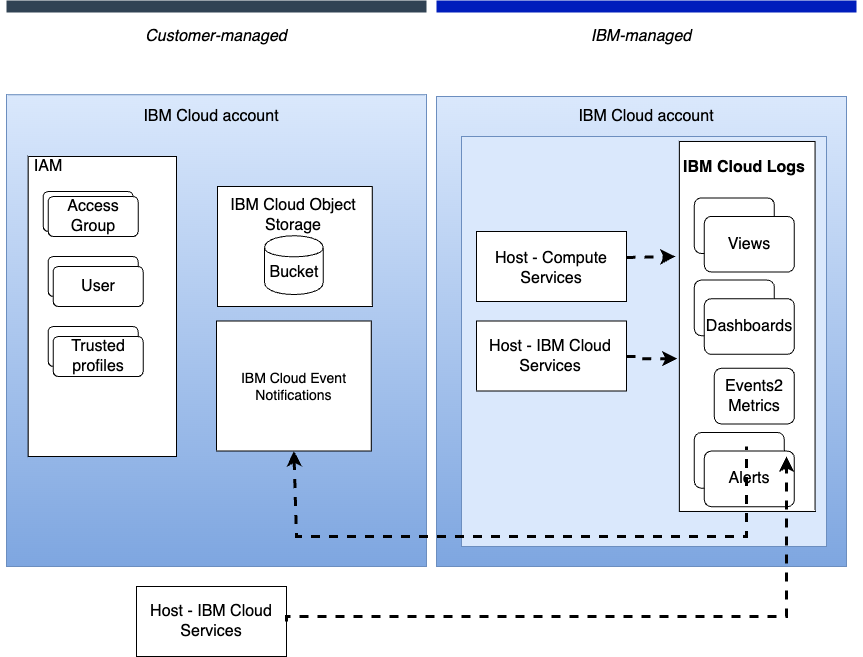 Customer-managed
IBM-managed
IBM Cloud account
IAM
Access
Group
User
Trusted
profiles
IBM Cloud Object
Storage
Bucket
IBM Cloud Event
Notifications
IBM Cloud account
Host - Compute
Services
Host - IBM Cloud
Services
IBM Cloud Logs
Views
Dashboards
Events2
Metrics
Alerts
Host - IBM Cloud
Services